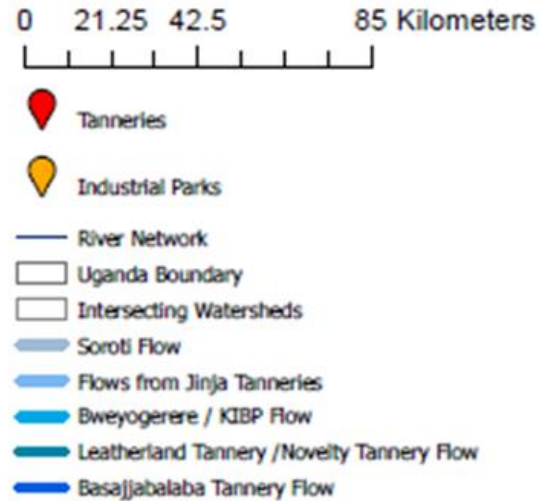 0 21.25 42.5 85 Kilometers
Tanneries
Industrial Parks
River Network
Uganda Boundary
Intersecting Watersheds
Soroti Flow
Flows from Jinja Tanneries
Bweyogerere / KIBP Flow
Leatherland Tannery /Novelty Tannery Flow
Basajjabalaba Tannery Flow